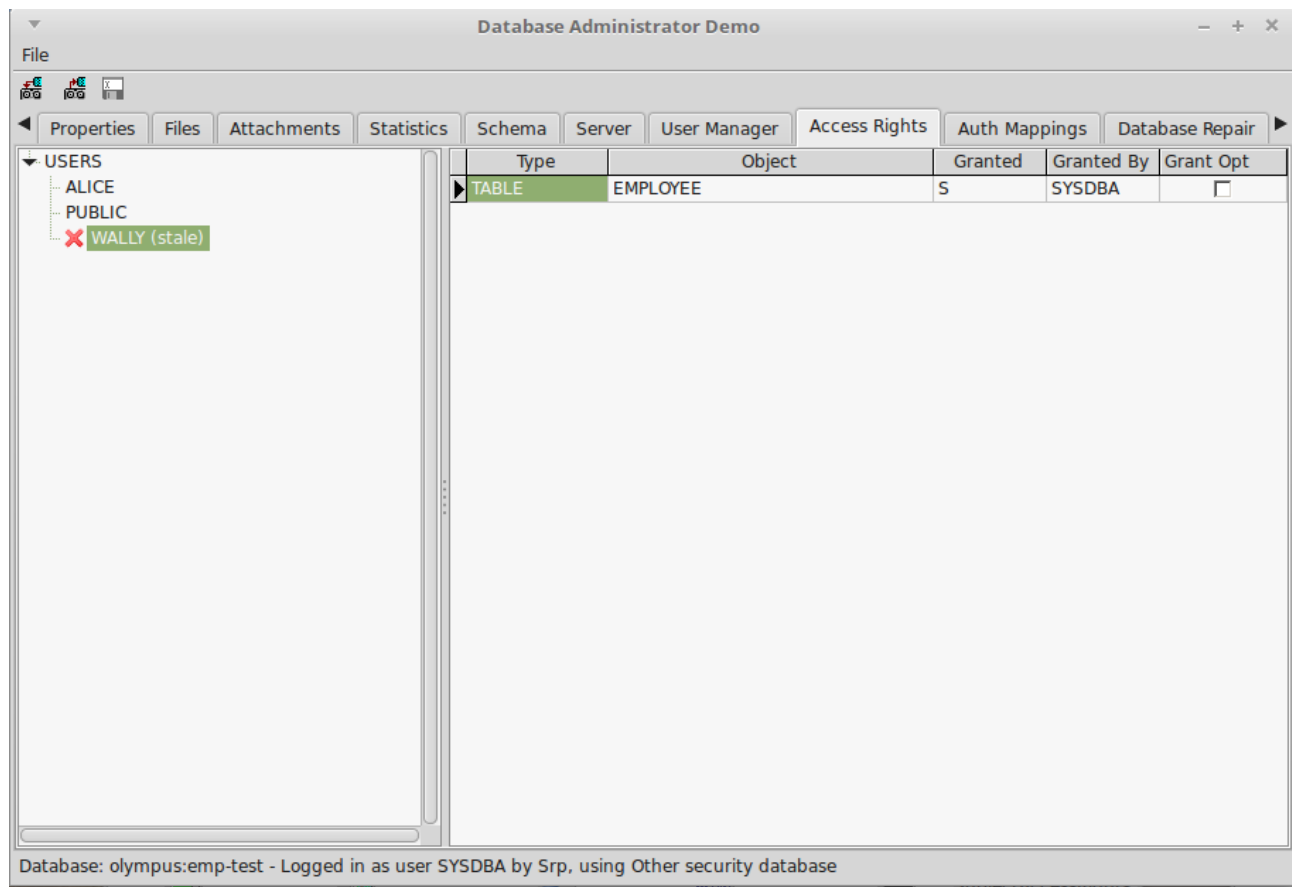 Database Administrator Demo
File
Properties Files Attachments Statistics Schema Server User Manager Access Rights Auth Mappings Database Repair
USERS
ALICE
PUBLIC
WALLY (stale)
Type Object Granted Granted By Grant Opt
TABLE EMPLOYEE S SYSDBA
Database: olympus:emp-test - Logged in as user SYSDBA by Srp, using Other security database